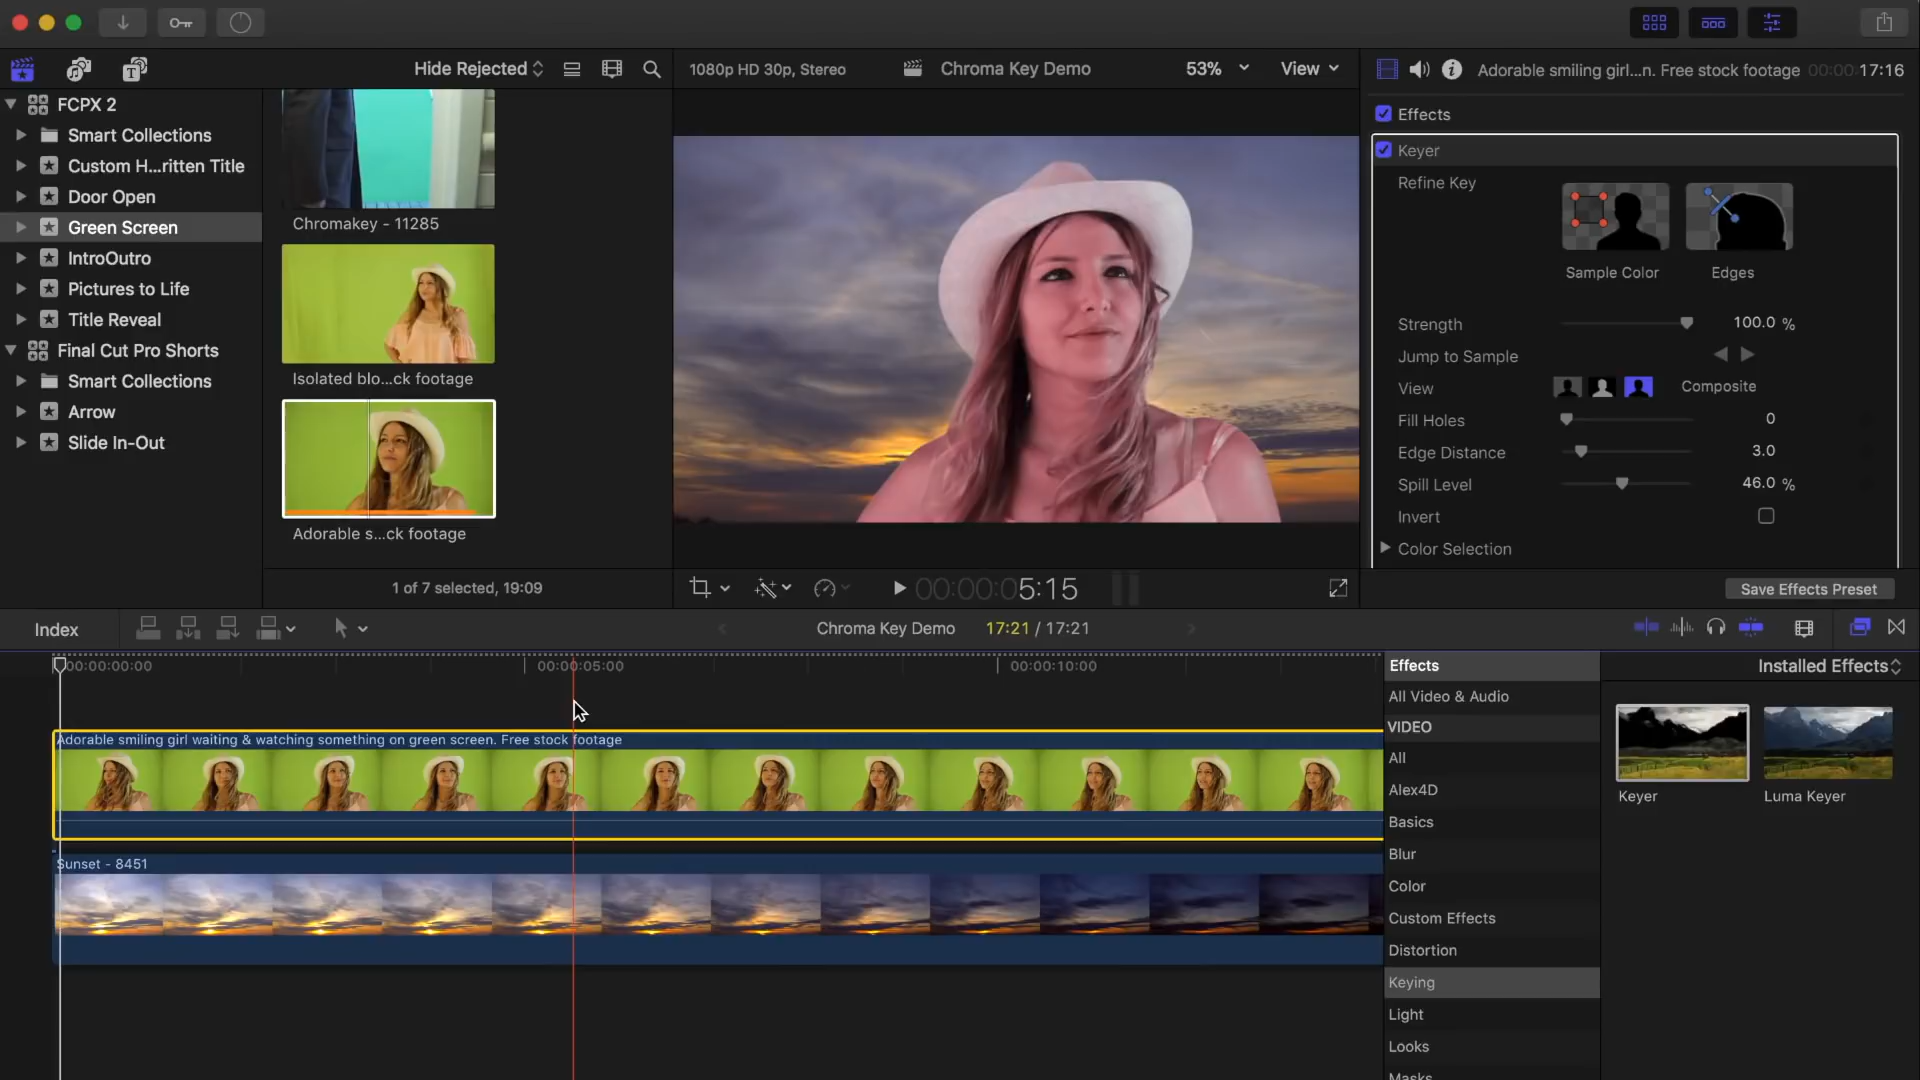 Hide Rejected
1080p HD 30p, Stereo
Chroma Key Demo
53%
View
Adorable smiling girl...n. Free stock footage
00:00:17:16
FCPX 2
Smart Collections
Custom H...ritten Title
Door Open
Green Screen
IntroOutro
Pictures to Life
Title Reveal
Final Cut Pro Shorts
Smart Collections
Arrow
Slide In-Out
Chromakey - 11285
Isolated blo...ck footage
Adorable s...ck footage
1 of 7 selected, 19:09
00:00:05:15
Effects
Keyer
Refine Key
Sample Color
Edges
Strength
100.0 %
Jump to Sample
View
Composite
Fill Holes
0
Edge Distance
3.0
Spill Level
46.0 %
Invert
Color Selection
Save Effects Preset
Index
Chroma Key Demo
17:21 / 17:21
00:00:00:00
00:00:05:00
00:00:10:00
Adorable smiling girl waiting & watching something on green screen. Free stock footage
Sunset - 8451
Effects
All Video & Audio
VIDEO
All
Alex4D
Basics
Blur
Color
Custom Effects
Distortion
Keying
Light
Looks
Masks
Installed Effects
Keyer
Luma Keyer